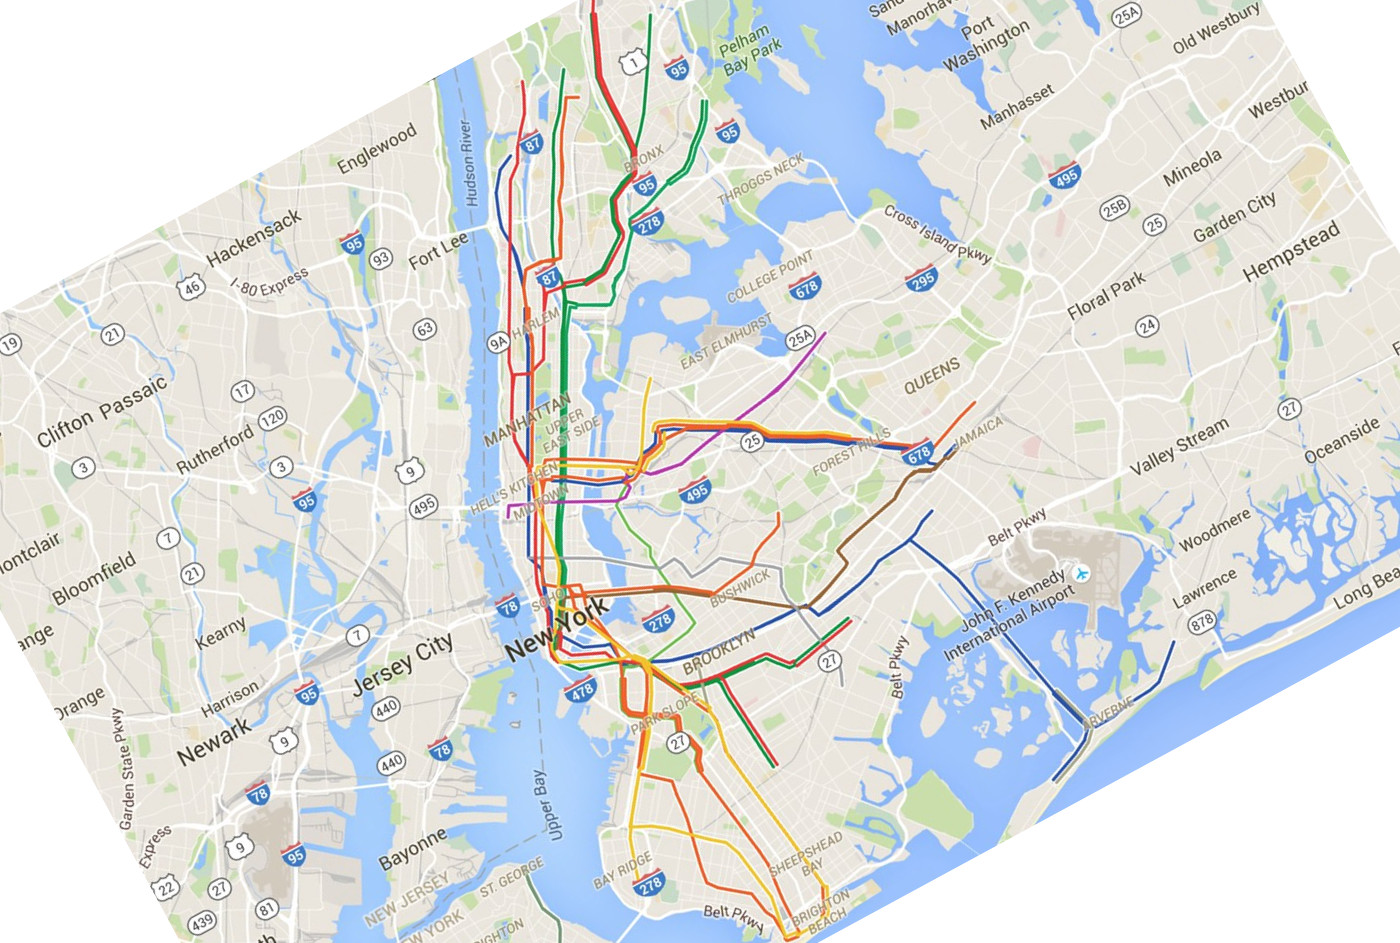 Manorhaven
Port
Washington
25A
Old Westbury
Pelham
Bay Park
1
95
Manhasset
Westbur
Englewood
Hudson River
87
95
BRONX
95
THROGGS NECK
495
Mineola
25B
25
Garden City
Hempstead
Hackensack
95
93
Fort Lee
278
Cross Island Pkwy
46
I-80 Express
87
COLLEGE POINT
678
295
Floral Park
19
21
63
9A
HARLEM
EAST ELMHURST
25A
24
QUEENS
Clifton
Passaic
17
120
Rutherford
MANHATTAN
UPPER
EAST SIDE
27
Oceanside
3
3
9
25
FOREST HILLS
678
JAMAICA
Valley Stream
95
495
HELL'S KITCHEN
MIDTOWN
495
ontclair
7
Belt Pkwy
Woodmere
Bloomfield
21
John F. Kennedy
International Airport
Lawrence
Long Bea
ange
Kearny
7
78
New York
278
BUSHWICK
878
Jersey City
BROOKLYN
27
Belt Pkwy
Orange
Harrison
95
440
478
PARK SLOPE
27
ARVERNE
Newark
9
Garden State Pkwy
78
440
78
Upper Bay
Express
9
95
Bayonne
SHEEPSHEAD
BAY
22
27
NEW JERSEY
ST. GEORGE
BAY RIDGE
278
439
81
W YORK
IGHTON
Belt Pkwy
BRIGHTON
BEACH
th